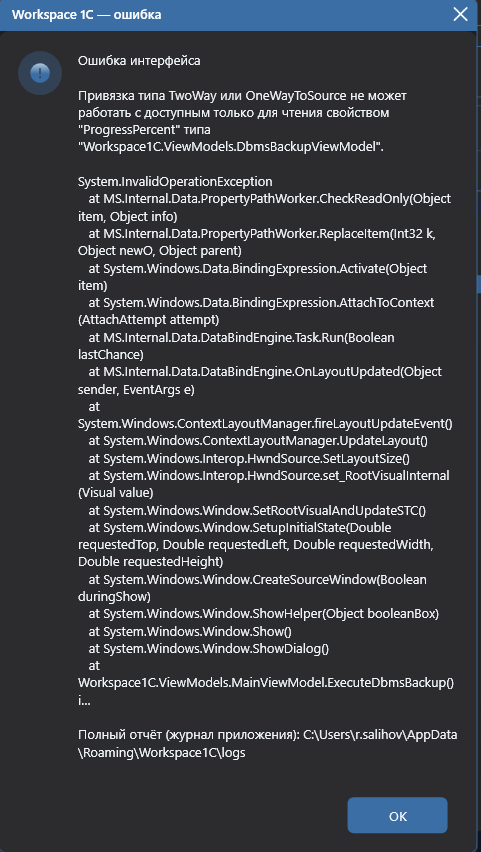 Workspace 1C — ошибка
Ошибка интерфейса
Привязка типа TwoWay или OneWayToSource не может
работать с доступным только для чтения свойством
"ProgressPercent" типа
"Workspace1C.ViewModels.DbmsBackupViewModel".
System.InvalidOperationException
at MS.Internal.Data.PropertyPathWorker.CheckReadOnly(Object
item, Object info)
at MS.Internal.Data.PropertyPathWorker.ReplaceItem(Int32 k,
Object newO, Object parent)
at System.Windows.Data.BindingExpression.Activate(Object
item)
at System.Windows.Data.BindingExpression.AttachToContext
(AttachAttempt attempt)
at MS.Internal.Data.DataBindEngine.Task.Run(Boolean
lastChance)
at MS.Internal.Data.DataBindEngine.OnLayoutUpdated(Object
sender, EventArgs e)
at
System.Windows.ContextLayoutManager.fireLayoutUpdateEvent()
at System.Windows.ContextLayoutManager.UpdateLayout()
at System.Windows.Interop.HwndSource.SetLayoutSize()
at System.Windows.Interop.HwndSource.set_RootVisualInternal
(Visual value)
at System.Windows.Window.SetRootVisualAndUpdateSTC()
at System.Windows.Window.SetupInitialState(Double
requestedTop, Double requestedLeft, Double requestedWidth,
Double requestedHeight)
at System.Windows.Window.CreateSourceWindow(Boolean
duringShow)
at System.Windows.Window.ShowHelper(Object booleanBox)
at System.Windows.Window.Show()
at System.Windows.Window.ShowDialog()
at
Workspace1C.ViewModels.MainViewModel.ExecuteDbmsBackup()
i...
Полный отчёт (журнал приложения): C:\Users\r.salihov\AppData
\Roaming\Workspace1C\logs
OK